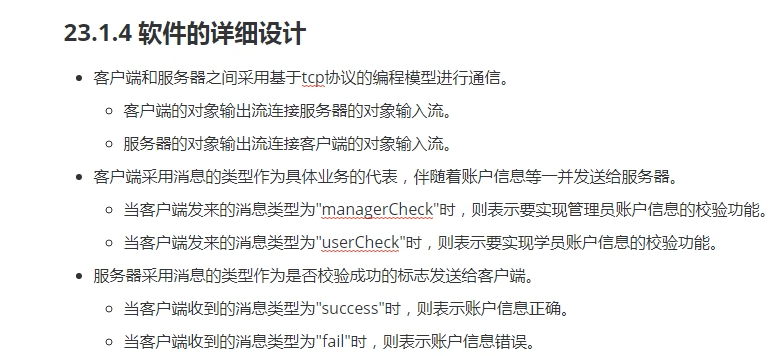 23.1.4 软件的详细设计
客户端和服务器之间采用基于tcp协议的编程模型进行通信。
客户端的对象输出流连接服务器的对象输入流。
服务器的对象输出流连接客户端的对象输入流。
客户端采用消息的类型作为具体业务的代表，伴随着账户信息等一并发送给服务器。
当客户端发来的消息类型为"managerCheck"时，则表示要实现管理员账户信息的校验功能。
当客户端发来的消息类型为"userCheck"时，则表示要实现学员账户信息的校验功能。
服务器采用消息的类型作为是否校验成功的标志发送给客户端。
当客户端收到的消息类型为"success"时，则表示账户信息正确。
当客户端收到的消息类型为"fail"时，则表示账户信息错误。